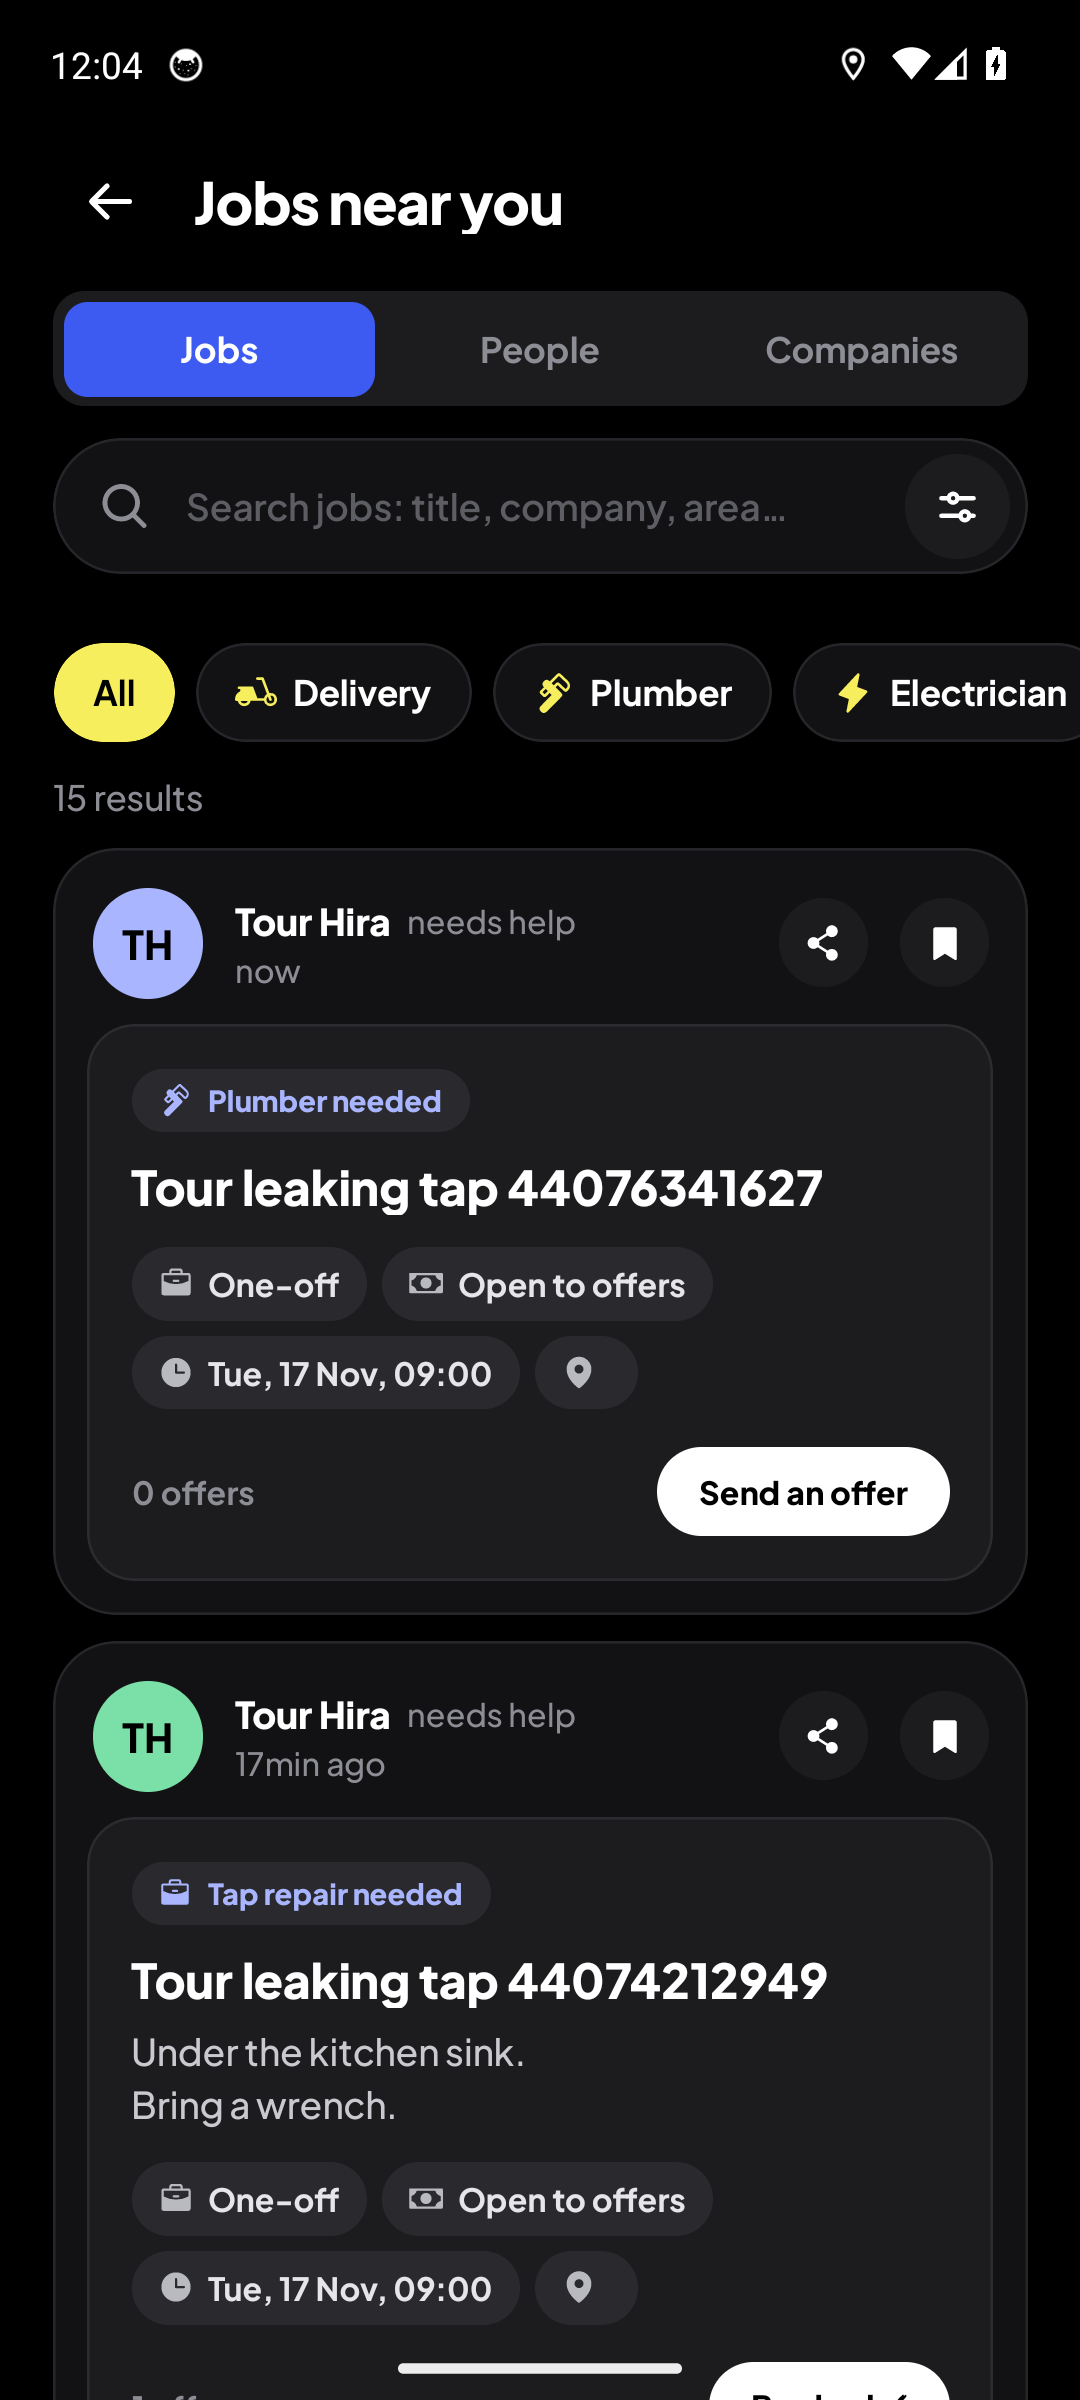 12:04
Jobs near you
Jobs
People
Companies
Search jobs: title, company, area...
All
Delivery
Plumber
Electrician
15 results
TH
Tour Hira needs help
now
Plumber needed
Tour leaking tap 44076341627
One-off
Open to offers
Tue, 17 Nov, 09:00
0 offers
Send an offer
TH
Tour Hira needs help
17min ago
Tap repair needed
Tour leaking tap 44074212949
Under the kitchen sink.
Bring a wrench.
One-off
Open to offers
Tue, 17 Nov, 09:00